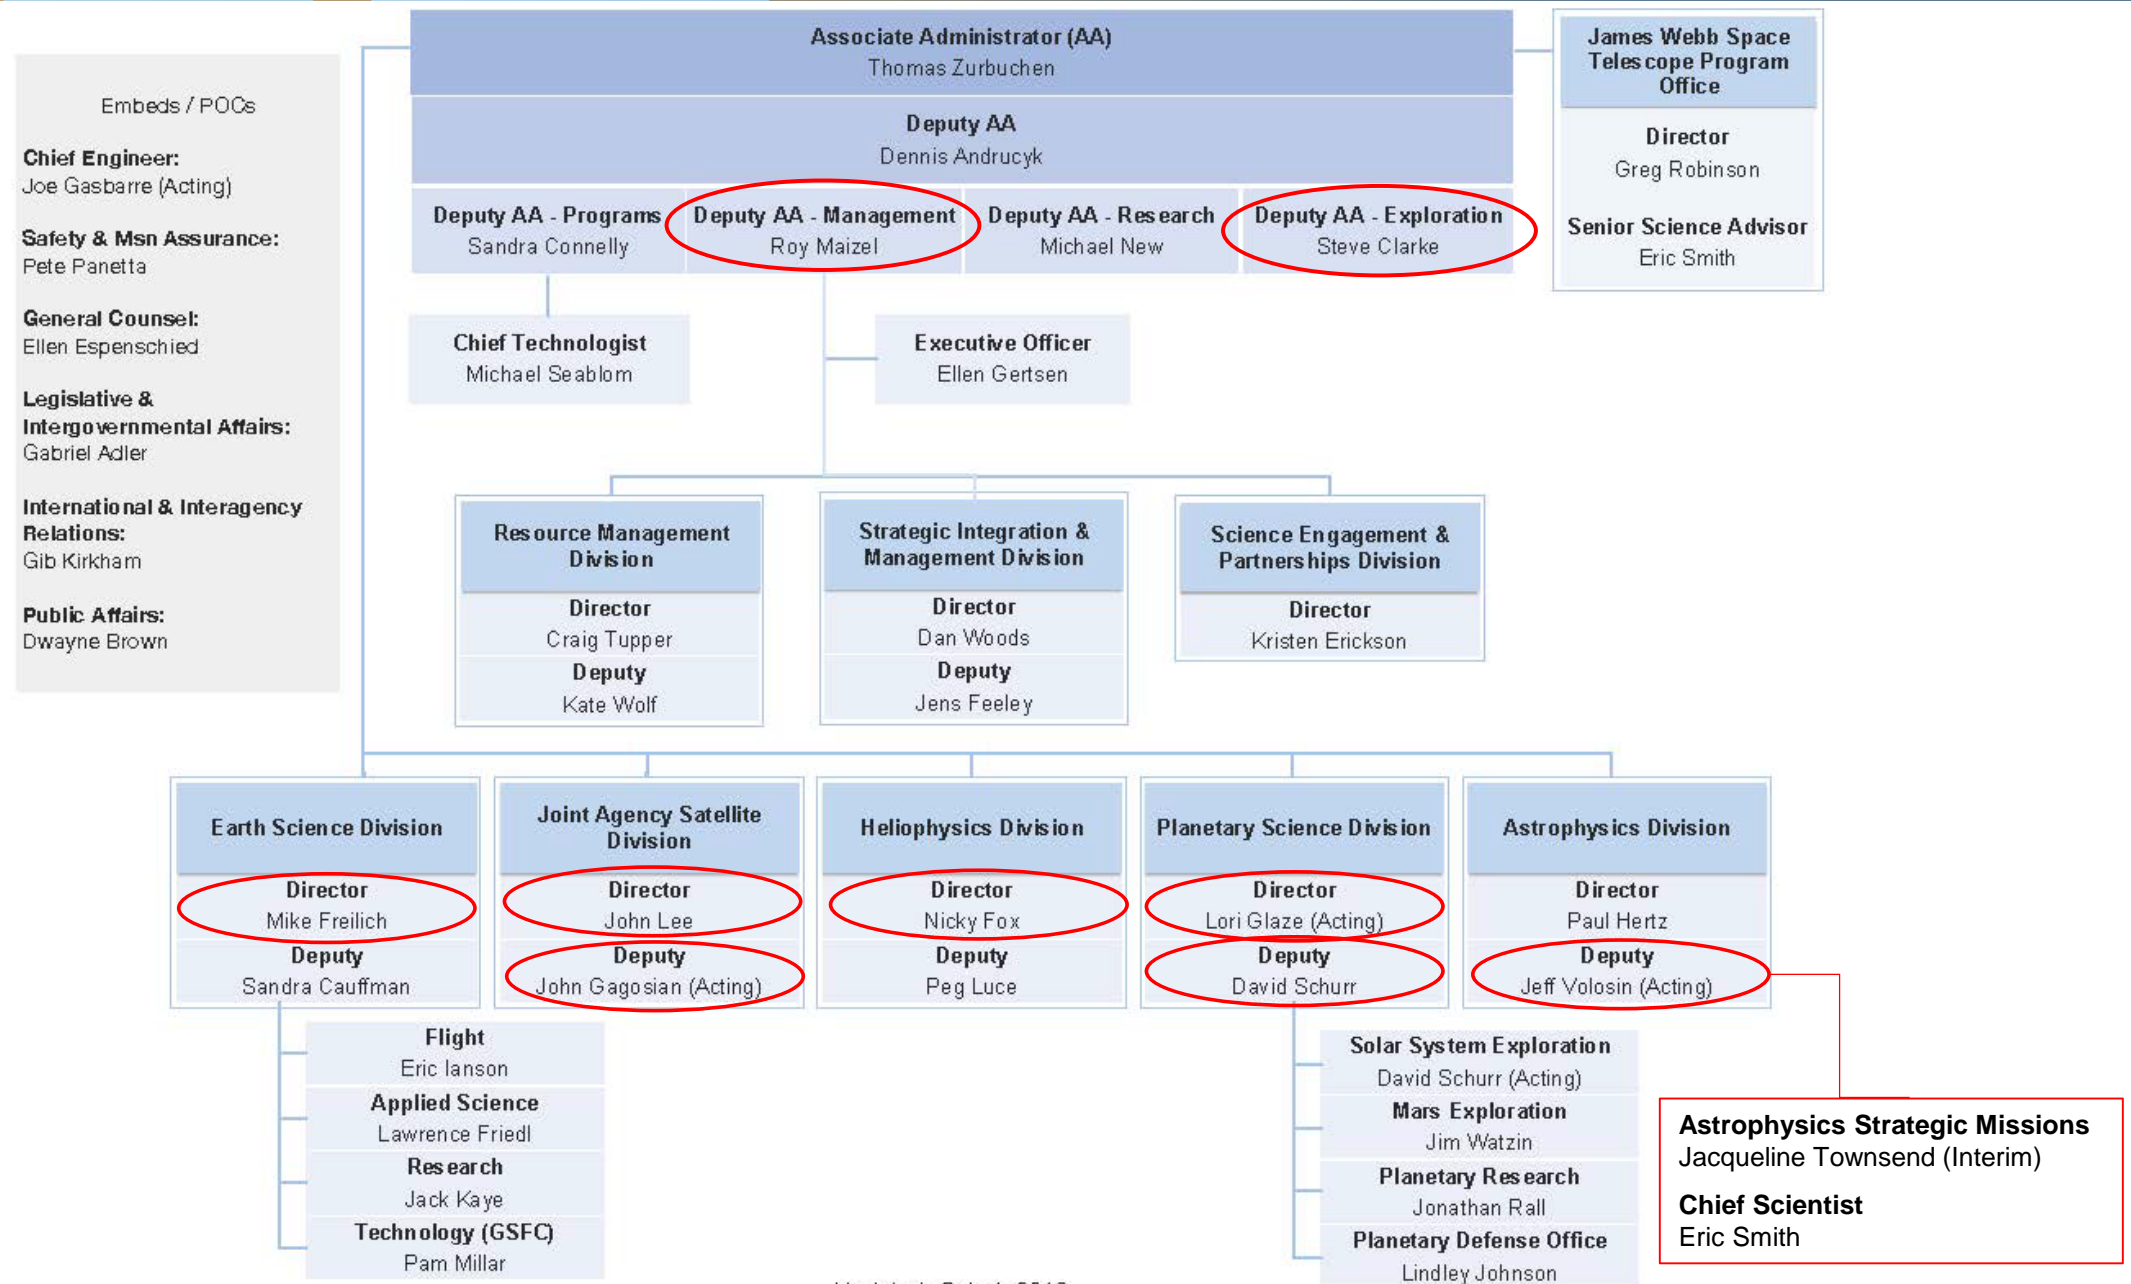 Associate Administrator (AA)
Thomas Zurbuchen
Deputy AA
Dennis Andrucyk
Deputy AA - Programs
Sandra Connelly
Deputy AA - Management
Roy Maizel
Deputy AA - Research
Michael New
Deputy AA - Exploration
Steve Clarke
James Webb Space
Telescope Program
Office
Director
Greg Robinson
Senior Science Advisor
Eric Smith
Embeds / POCs
Chief Engineer:
Joe Gasbarre (Acting)
Safety & Msn Assurance:
Pete Panetta
General Counsel:
Ellen Espenschied
Legislative &
Intergovernmental Affairs:
Gabriel Adler
International & Interagency
Relations:
Gib Kirkham
Public Affairs:
Dwayne Brown
Chief Technologist
Michael Seablom
Executive Officer
Ellen Gertsen
Resource Management
Division
Director
Craig Tupper
Deputy
Kate Wolf
Strategic Integration &
Management Division
Director
Dan Woods
Deputy
Jens Feeley
Science Engagement &
Partnerships Division
Director
Kristen Erickson
Earth Science Division
Director
Mike Freilich
Deputy
Sandra Cauffman
Flight
Eric Ianson
Applied Science
Lawrence Friedl
Research
Jack Kaye
Technology (GSFC)
Pam Millar
Joint Agency Satellite
Division
Director
John Lee
Deputy
John Gagosian (Acting)
Heliophysics Division
Director
Nicky Fox
Deputy
Peg Luce
Planetary Science Division
Director
Lori Glaze (Acting)
Deputy
David Schurr
Solar System Exploration
David Schurr (Acting)
Mars Exploration
Jim Watzin
Planetary Research
Jonathan Rall
Planetary Defense Office
Lindley Johnson
Astrophysics Division
Director
Paul Hertz
Deputy
Jeff Volosin (Acting)
Astrophysics Strategic Missions
Jacqueline Townsend (Interim)
Chief Scientist
Eric Smith